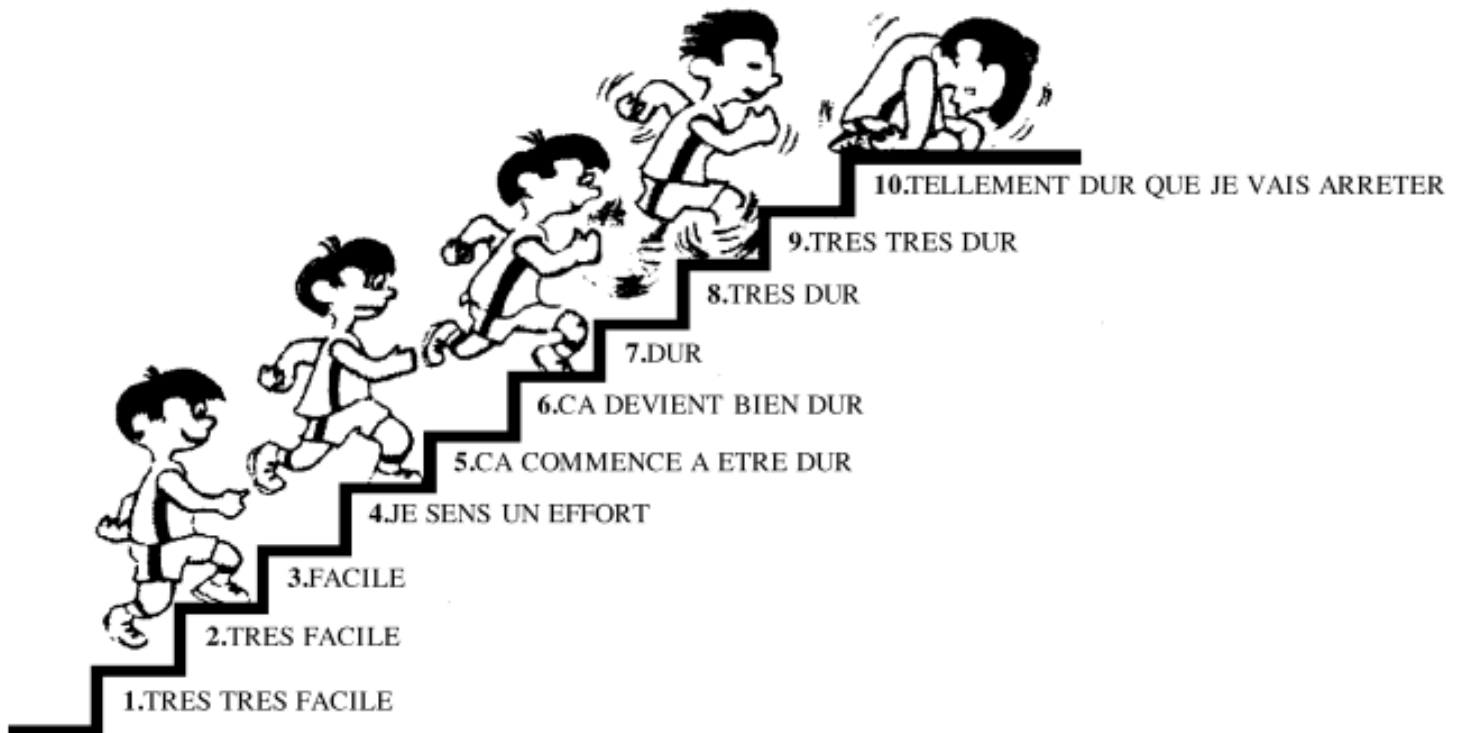 10.TELLEMENT DUR QUE JE VAIS ARRETER
9.TRES TRES DUR
8.TRES DUR
7.DUR
6.CA DEVIENT BIEN DUR
5.CA COMMENCE A ETRE DUR
4.JE SENS UN EFFORT
3.FACILE
2.TRES FACILE
1.TRES TRES FACILE